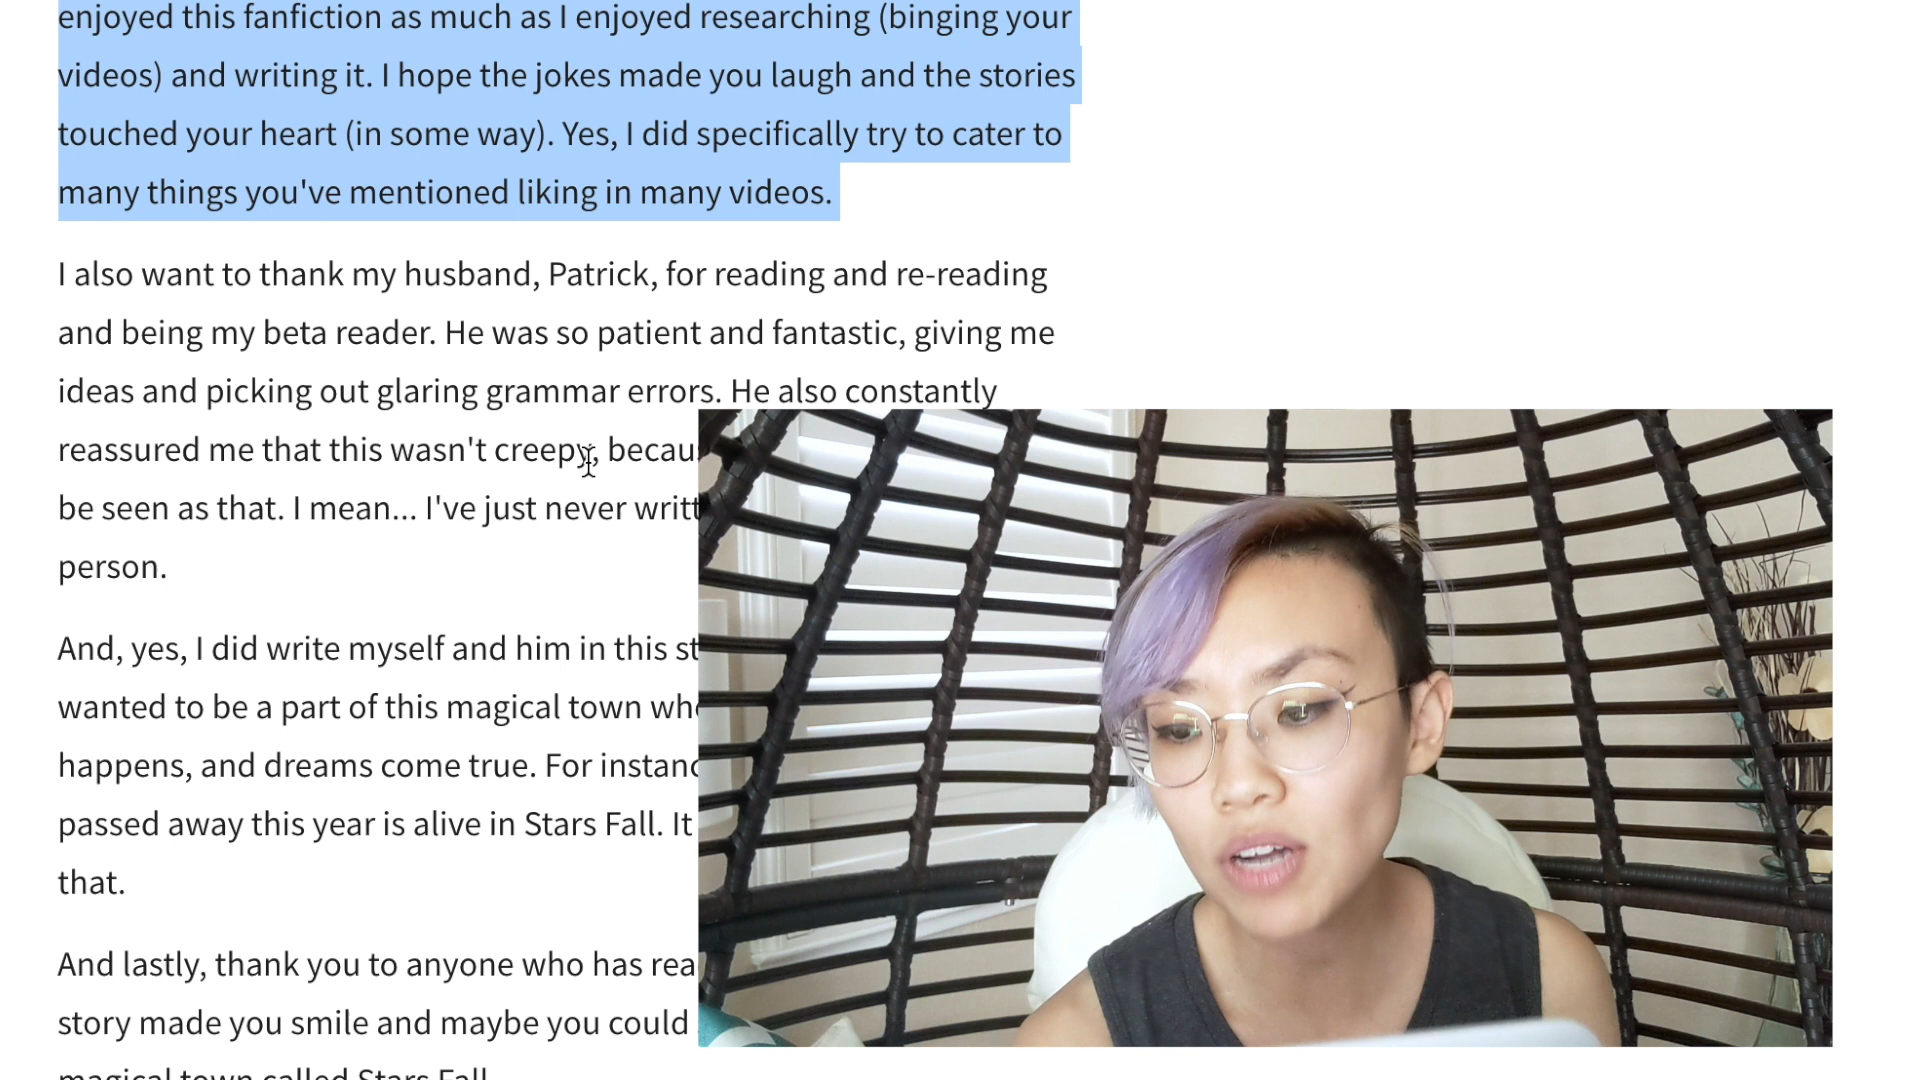 enjoyed this fanfiction as much as I enjoyed researching (binging your
videos) and writing it. I hope the jokes made you laugh and the stories
touched your heart (in some way). Yes, I did specifically try to cater to
many things you've mentioned liking in many videos.
I also want to thank my husband, Patrick, for reading and re-reading
and being my beta reader. He was so patient and fantastic, giving me
ideas and picking out glaring grammar errors. He also constantly
reassured me that this wasn't creepy, becau
be seen as that. I mean... I've just never writt
person.
And, yes, I did write myself and him in this st
wanted to be a part of this magical town wh
happens, and dreams come true. For instanc
passed away this year is alive in Stars Fall. It
that.
And lastly, thank you to anyone who has rea
story made you smile and maybe you could
magical town called Stars Fall